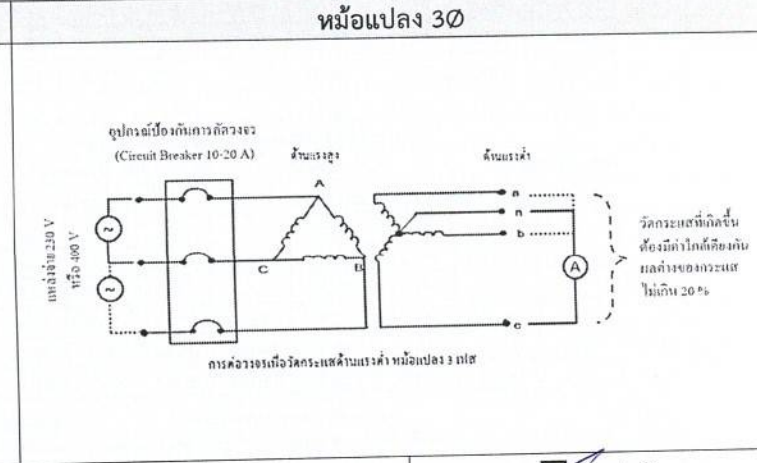 หม้อแปลง 3Ø
อุปกรณ์ป้องกันการลัดวงจร
(Circuit Breaker 10-20 A)
ด้านแรงสูง
ด้านแรงต่ำ
A
C
B
แหล่งจ่าย 230 V
หรือ 400 V
~
~
a
n
b
c
A
วัดกระแสที่เกิดขึ้น
ต้องมีค่าใกล้เคียงกัน
ผลต่างของกระแส
ไม่เกิน 20 %
การต่อวงจรเพื่อวัดกระแสด้านแรงต่ำ หม้อแปลง 3 เฟส